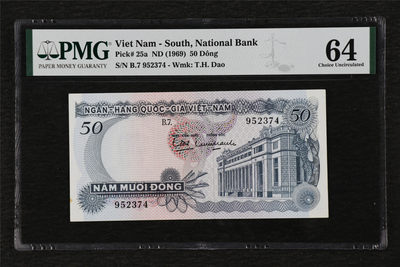 PMG
PAPER MONEY GUARANTY
Viet Nam - South, National Bank
Pick# 25a ND (1969) 50 Dông
S/N B.7 952374 - Wmk: T.H. Dao
64
Choice Uncirculated
NGÂN-HÀNG QUỐC-GIA VIỆT-NAM
50
B.7.
952374
50
NĂM MƯƠI ĐỒNG
952374